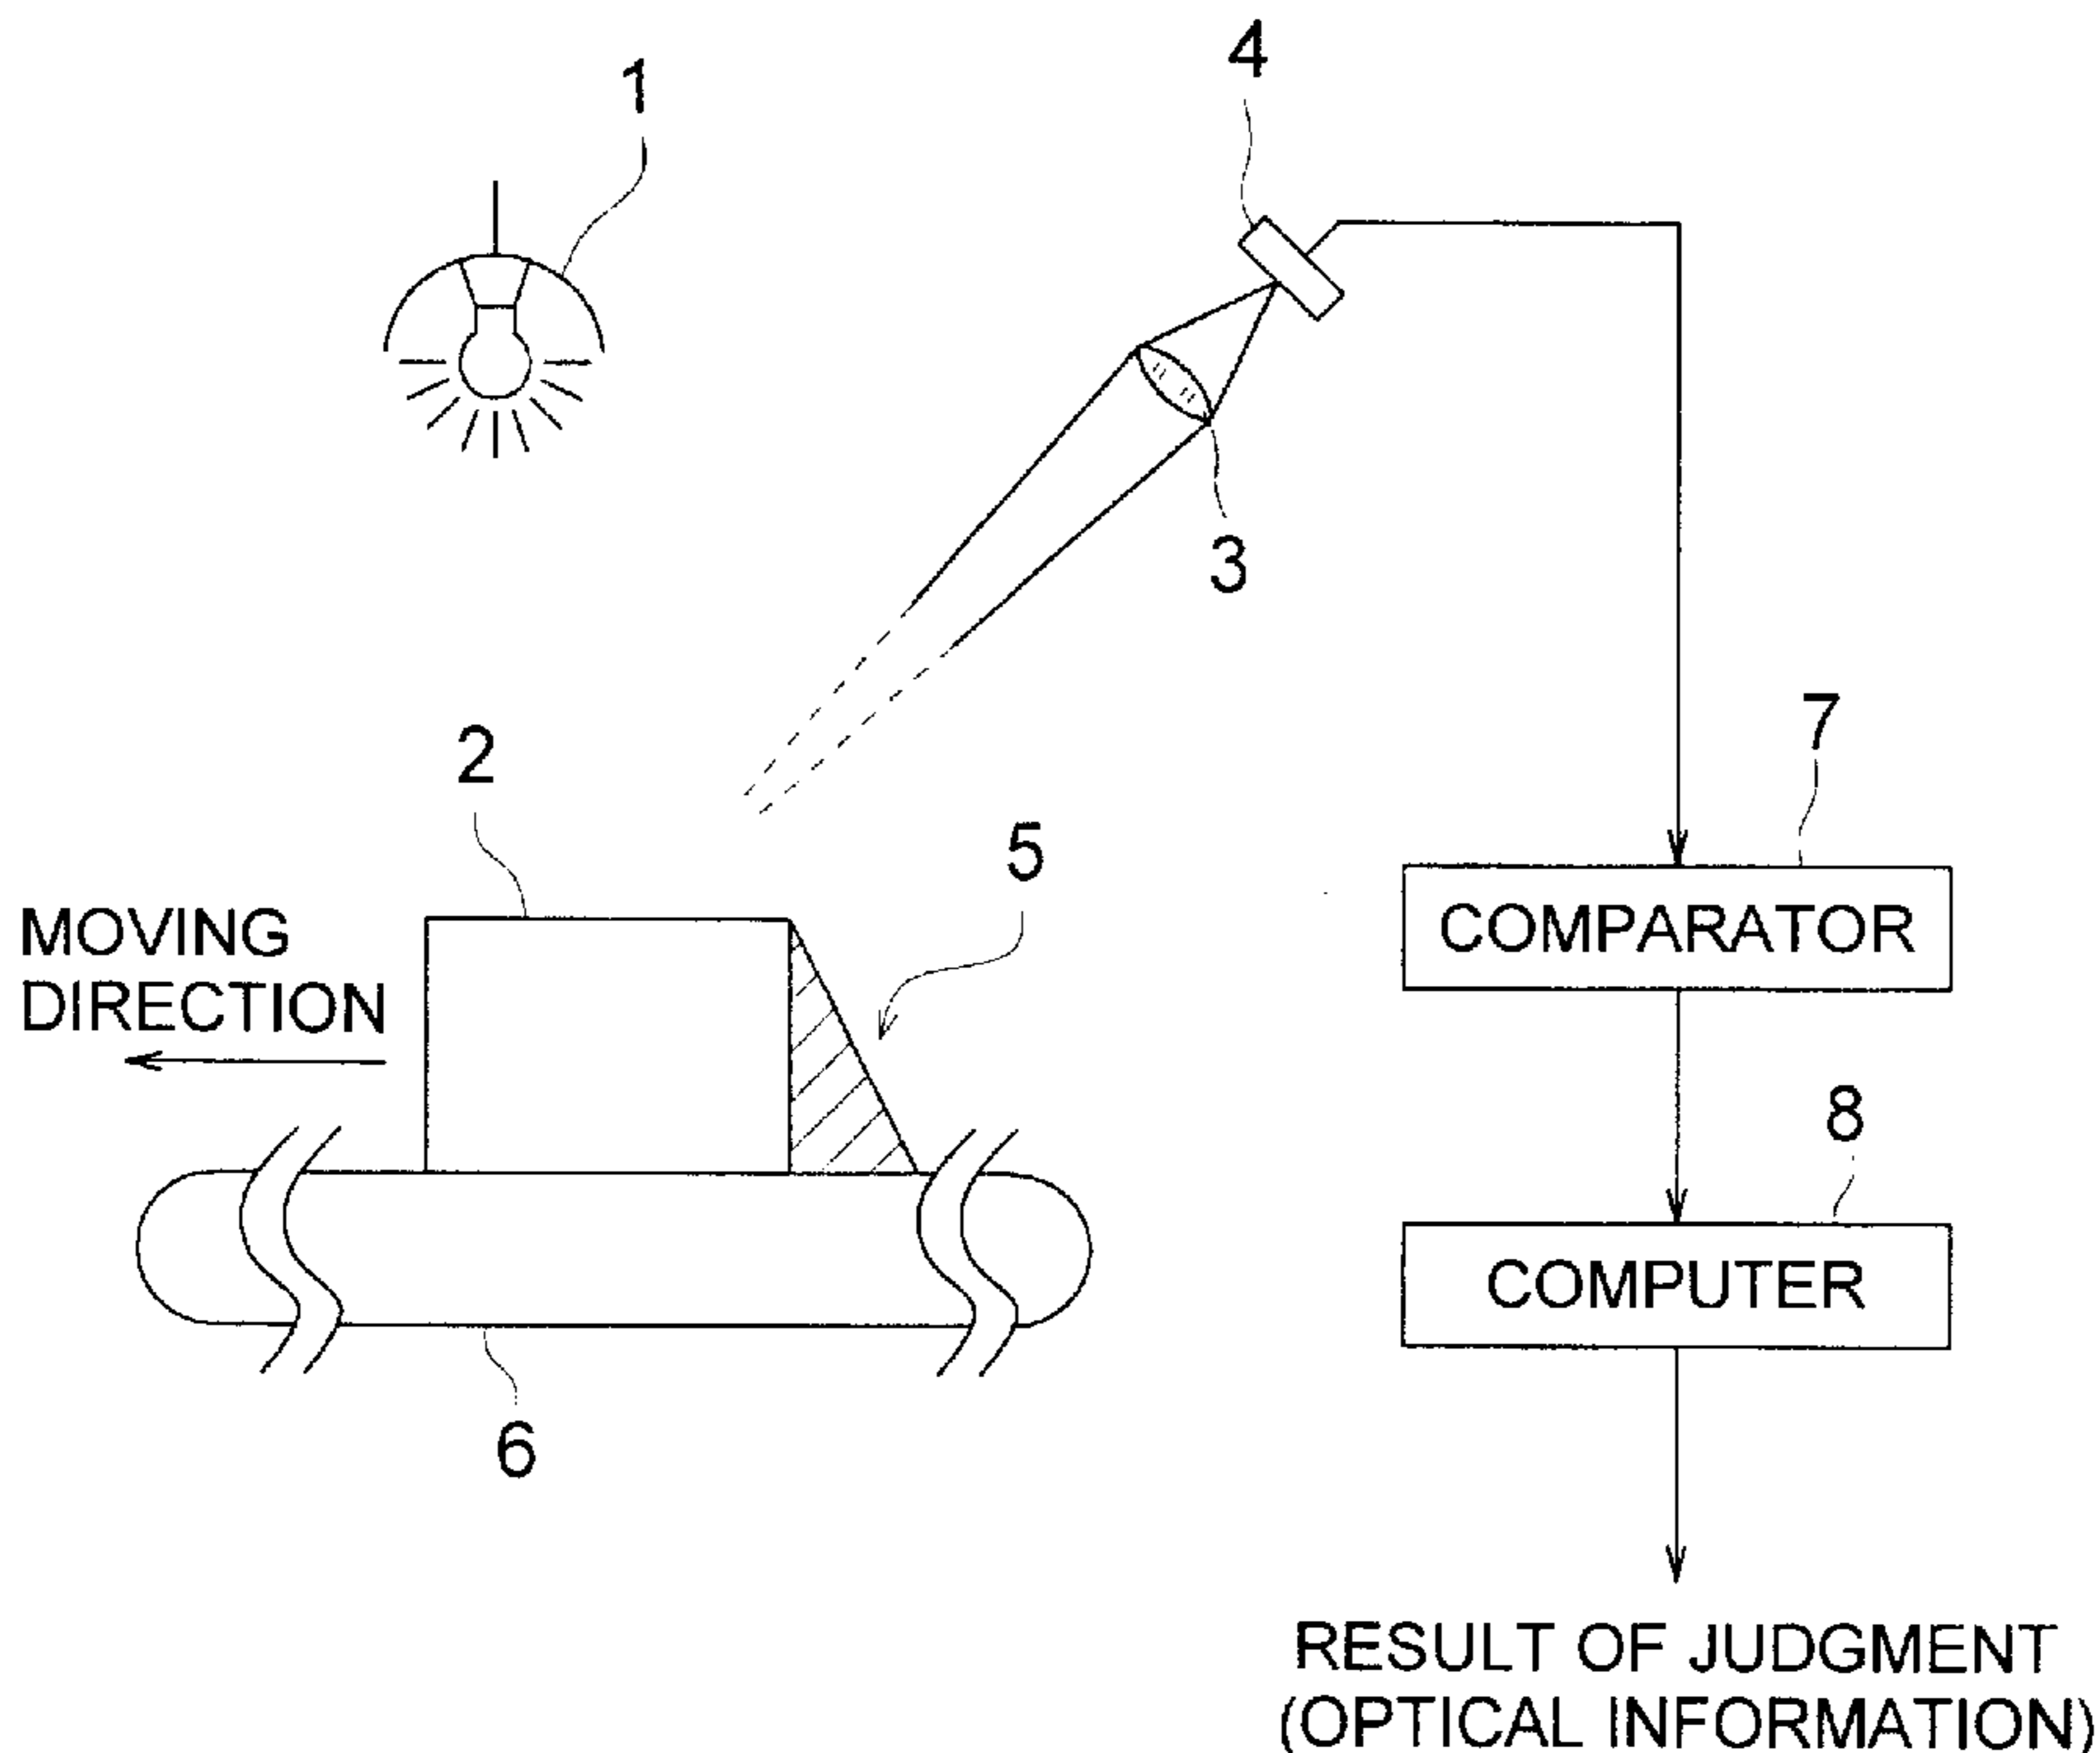 4
1
3
7
2
5
MOVING
DIRECTION
COMPARATOR
8
COMPUTER
6
RESULT OF JUDGMENT
(OPTICAL INFORMATION)